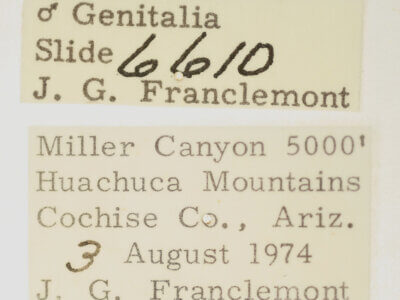 ♂ Genitalia
Slide 6610
J. G. Franclemont
Miller Canyon 5000'
Huachuca Mountains
Cochise Co., Ariz.
3 August 1974
J. G. Franclemont